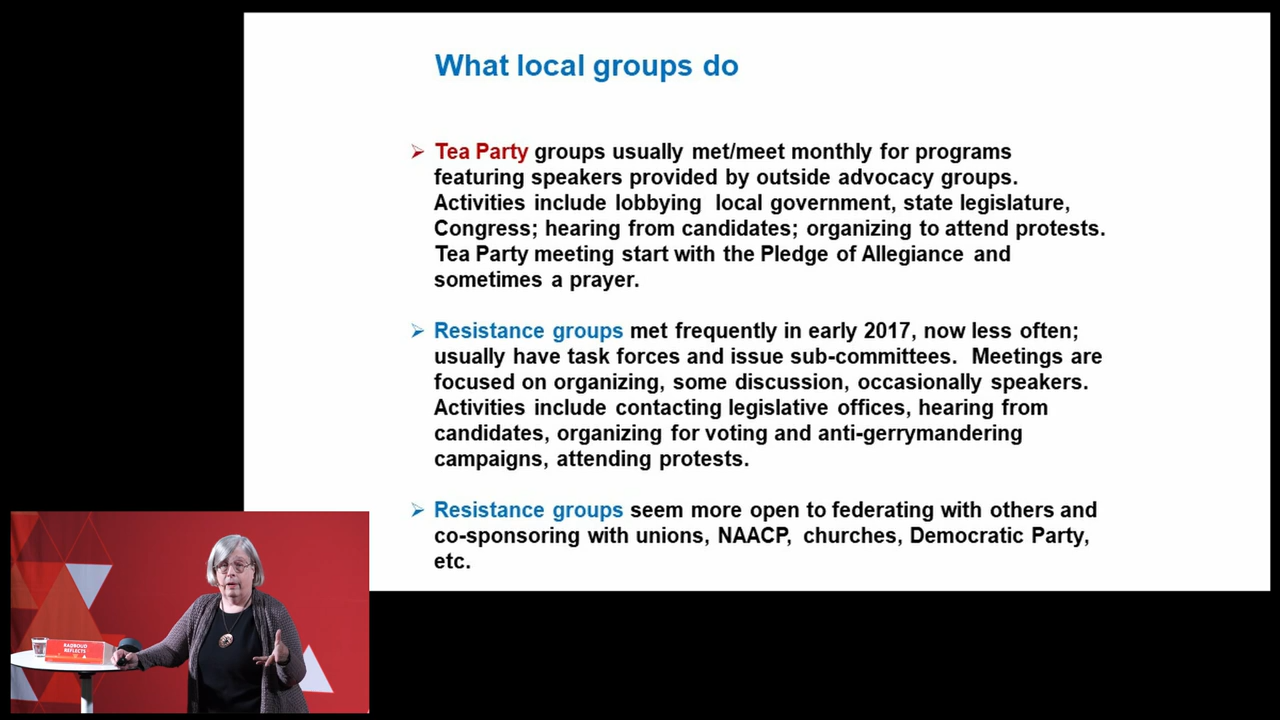 What local groups do
➢ Tea Party groups usually met/meet monthly for programs
featuring speakers provided by outside advocacy groups.
Activities include lobbying local government, state legislature,
Congress; hearing from candidates; organizing to attend protests.
Tea Party meeting start with the Pledge of Allegiance and
sometimes a prayer.
➢ Resistance groups met frequently in early 2017, now less often;
usually have task forces and issue sub-committees. Meetings are
focused on organizing, some discussion, occasionally speakers.
Activities include contacting legislative offices, hearing from
candidates, organizing for voting and anti-gerrymandering
campaigns, attending protests.
➢ Resistance groups seem more open to federating with others and
co-sponsoring with unions, NAACP, churches, Democratic Party,
etc.
RADBOUD
REFLECTS